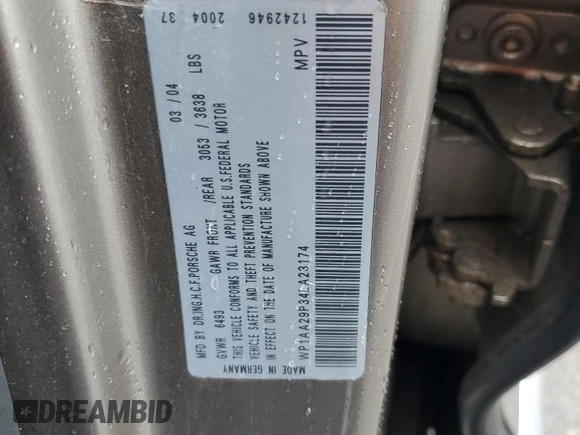 MFD BY DR.ING.H.C.F.PORSCHE AG 03 / 04 2004 37
GVWR 6493 GAWR FRONT /REAR 3053 / 3638 LBS
THIS VEHICLE CONFORMS TO ALL APPLICABLE U.S.FEDERAL MOTOR
VEHICLE SAFETY AND THEFT PREVENTION STANDARDS
IN EFFECT ON THE DATE OF MANUFACTURE SHOWN ABOVE
1242946
WP1AA29P34LA23174 MPV
MADE IN GERMANY
DREAMBID